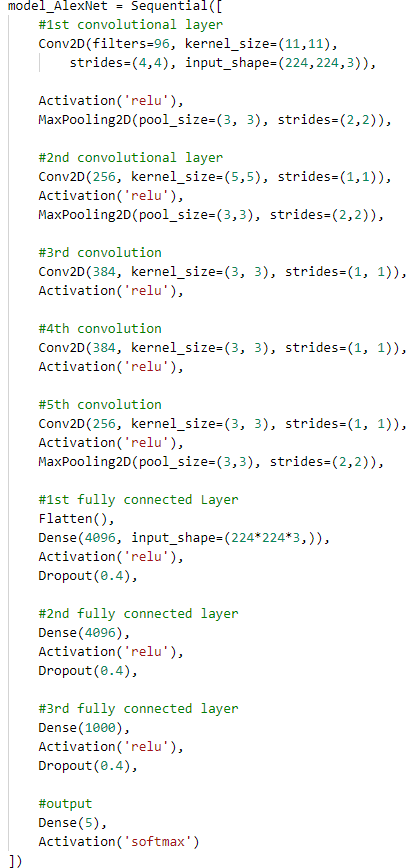 model_AlexNet = Sequential([
    #1st convolutional layer
    Conv2D(filters=96, kernel_size=(11,11),
        strides=(4,4), input_shape=(224,224,3)),

    Activation('relu'),
    MaxPooling2D(pool_size=(3, 3), strides=(2,2)),

    #2nd convolutional layer
    Conv2D(256, kernel_size=(5,5), strides=(1,1)),
    Activation('relu'),
    MaxPooling2D(pool_size=(3,3), strides=(2,2)),

    #3rd convolution
    Conv2D(384, kernel_size=(3, 3), strides=(1, 1)),
    Activation('relu'),

    #4th convolution
    Conv2D(384, kernel_size=(3, 3), strides=(1, 1)),
    Activation('relu'),

    #5th convolution
    Conv2D(256, kernel_size=(3, 3), strides=(1, 1)),
    Activation('relu'),
    MaxPooling2D(pool_size=(3,3), strides=(2,2)),

    #1st fully connected Layer
    Flatten(),
    Dense(4096, input_shape=(224*224*3,)),
    Activation('relu'),
    Dropout(0.4),

    #2nd fully connected layer
    Dense(4096),
    Activation('relu'),
    Dropout(0.4),

    #3rd fully connected layer
    Dense(1000),
    Activation('relu'),
    Dropout(0.4),

    #output
    Dense(5),
    Activation('softmax')
])